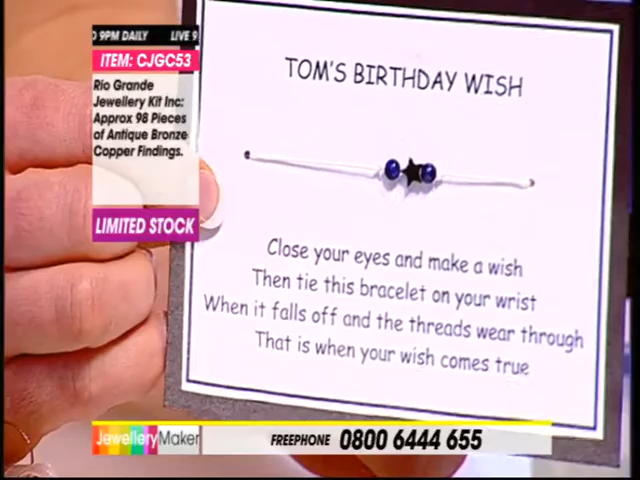 0 9PM DAILY LIVE 9
ITEM: CJGC53
Rio Grande
Jewellery Kit Inc:
Approx 98 Pieces
of Antique Bronze
Copper Findings.
LIMITED STOCK
TOM'S BIRTHDAY WISH
Close your eyes and make a wish
Then tie this bracelet on your wrist
When it falls off and the threads wear through
That is when your wish comes true
JewelleryMaker
FREEPHONE 0800 6444 655